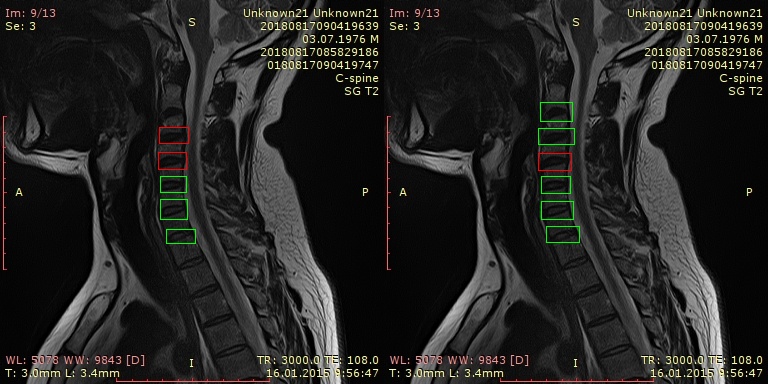 Im: 9/13
Se: 3
S
Unknown21 Unknown21
20180817090419639
03.07.1976 M
20180817085829186
0180817090419747
C-spine
SG T2
A
P
WL: 5078 WW: 9843 [D]
T: 3.0mm L: 3.4mm
I
TR: 3000.0 TE: 108.0
16.01.2015 9:56:47
Im: 9/13
Se: 3
S
Unknown21 Unknown21
20180817090419639
03.07.1976 M
20180817085829186
0180817090419747
C-spine
SG T2
A
P
WL: 5078 WW: 9843 [D]
T: 3.0mm L: 3.4mm
I
TR: 3000.0 TE: 108.0
16.01.2015 9:56:47